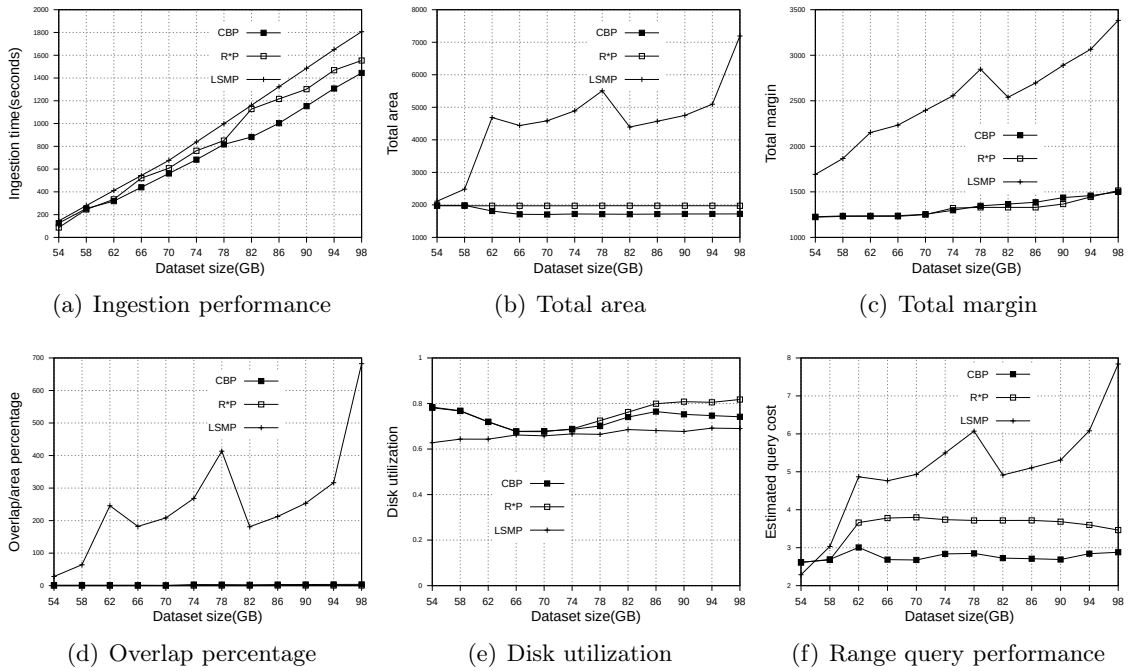 2000
1800
1600
1400
1200
1000
800
600
400
200
0
Ingestion time(seconds)
CBP
R*P
LSMP
54 58 62 66 70 74 78 82 86 90 94 98
Dataset size(GB)
(a) Ingestion performance
8000
7000
6000
5000
4000
3000
2000
1000
Total area
CBP
R*P
LSMP
54 58 62 66 70 74 78 82 86 90 94 98
Dataset size(GB)
(b) Total area
3500
3000
2500
2000
1500
1000
Total margin
CBP
R*P
LSMP
54 58 62 66 70 74 78 82 86 90 94 98
Dataset size(GB)
(c) Total margin
700
600
500
400
300
200
100
0
Overlap/area percentage
CBP
R*P
LSMP
54 58 62 66 70 74 78 82 86 90 94 98
Dataset size(GB)
(d) Overlap percentage
1
0.8
0.6
0.4
0.2
0
Disk utilization
CBP
R*P
LSMP
54 58 62 66 70 74 78 82 86 90 94 98
Dataset size(GB)
(e) Disk utilization
8
7
6
5
4
3
2
Estimated query cost
CBP
R*P
LSMP
54 58 62 66 70 74 78 82 86 90 94 98
Dataset size(GB)
(f) Range query performance